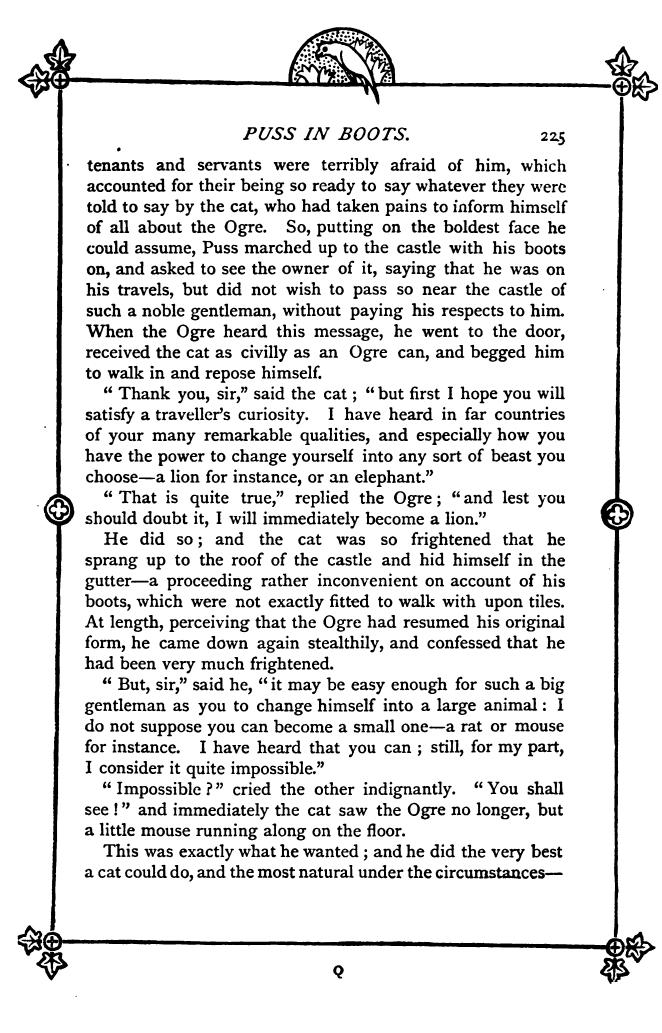 PUSS IN BOOTS. 225
tenants and servants were terribly afraid of him, which
accounted for their being so ready to say whatever they were
told to say by the cat, who had taken pains to inform himself
of all about the Ogre. So, putting on the boldest face he
could assume, Puss marched up to the castle with his boots
on, and asked to see the owner of it, saying that he was on
his travels, but did not wish to pass so near the castle of
such a noble gentleman, without paying his respects to him.
When the Ogre heard this message, he went to the door,
received the cat as civilly as an Ogre can, and begged him
to walk in and repose himself.
“ Thank you, sir,” said the cat ; “ but first I hope you will
satisfy a traveller’s curiosity. I have heard in far countries
of your many remarkable qualities, and especially how you
have the power to change yourself into any sort of beast you
choose—a lion for instance, or an elephant.”
“ That is quite true,” replied the Ogre ; “ and lest you
should doubt it, I will immediately become a lion.”
He did so ; and the cat was so frightened that he
sprang up to the roof of the castle and hid himself in the
gutter—a proceeding rather inconvenient on account of his
boots, which were not exactly fitted to walk with upon tiles.
At length, perceiving that the Ogre had resumed his original
form, he came down again stealthily, and confessed that he
had been very much frightened.
“ But, sir,” said he, “ it may be easy enough for such a big
gentleman as you to change himself into a large animal : I
do not suppose you can become a small one—a rat or mouse
for instance. I have heard that you can ; still, for my part,
I consider it quite impossible.”
“ Impossible ? ” cried the other indignantly. “ You shall
see ! ” and immediately the cat saw the Ogre no longer, but
a little mouse running along on the floor.
This was exactly what he wanted ; and he did the very best
a cat could do, and the most natural under the circumstances—
Q